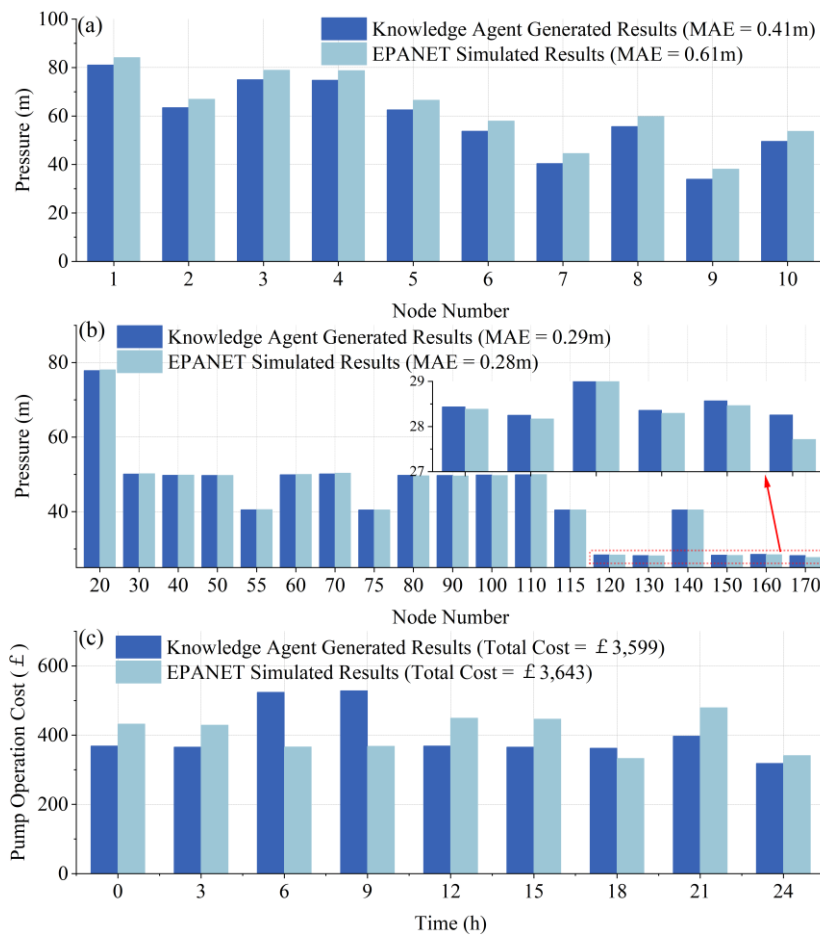 (a)
Knowledge Agent Generated Results (MAE = 0.41m)
EPANET Simulated Results (MAE = 0.61m)
100
80
60
40
20
0
Pressure (m)
1 2 3 4 5 6 7 8 9 10
Node Number
(b)
Knowledge Agent Generated Results (MAE = 0.29m)
EPANET Simulated Results (MAE = 0.28m)
80
60
40
Pressure (m)
29
28
27
20 30 40 50 55 60 70 75 80 90 100 110 115 120 130 140 150 160 170
Node Number
(c)
Knowledge Agent Generated Results (Total Cost = £3,599)
EPANET Simulated Results (Total Cost = £3,643)
600
400
200
0
Pump Operation Cost (£)
0 3 6 9 12 15 18 21 24
Time (h)